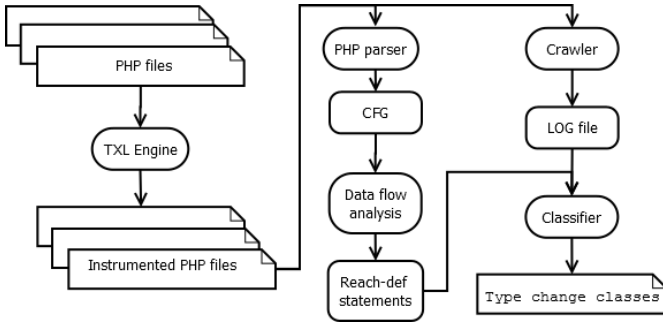 PHP files
TXL Engine
Instrumented PHP files
PHP parser
CFG
Data flow
analysis
Reach-def
statements
Crawler
LOG file
Classifier
Type change classes